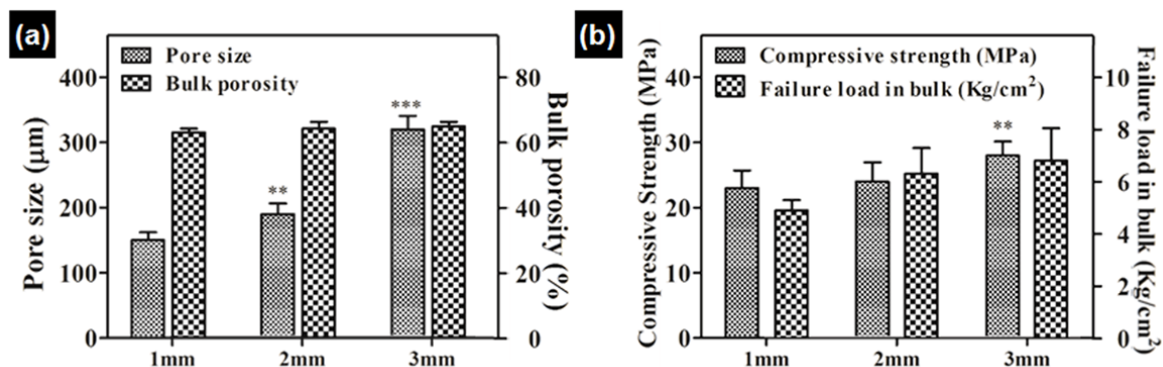 (a)
Pore size
Bulk porosity
Pore size (μm)
400
300
200
100
0
**
***
80
60
40
20
0
Bulk porosity (%)
1mm
2mm
3mm
(b)
Compressive strength (MPa)
Failure load in bulk (Kg/cm²)
Compressive Strength (MPa)
40
30
20
10
0
**
10
8
6
4
2
0
Failure load in bulk (Kg/cm²)
1mm
2mm
3mm